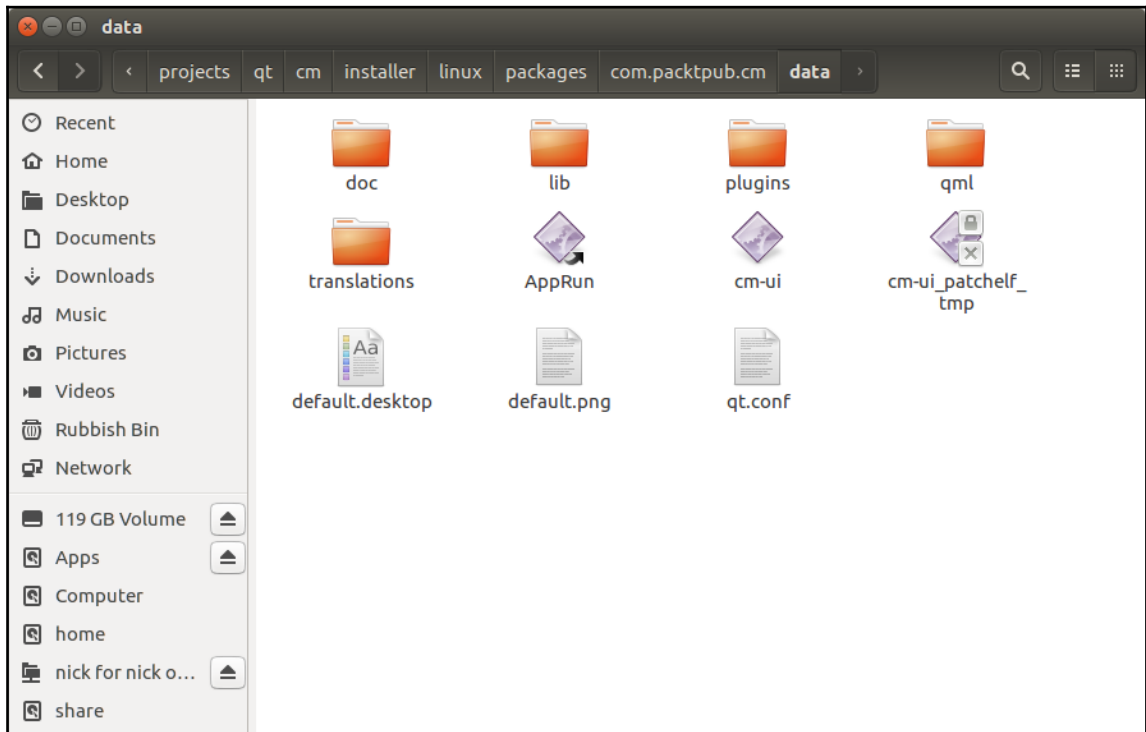 data
projects qt cm installer linux packages com.packtpub.cm data
Recent
Home
Desktop
Documents
Downloads
Music
Pictures
Videos
Rubbish Bin
Network
119 GB Volume
Apps
Computer
home
nick for nick o...
share
doc lib plugins qml
translations AppRun cm-ui cm-ui_patchelf_
tmp
Aa
default.desktop default.png qt.conf